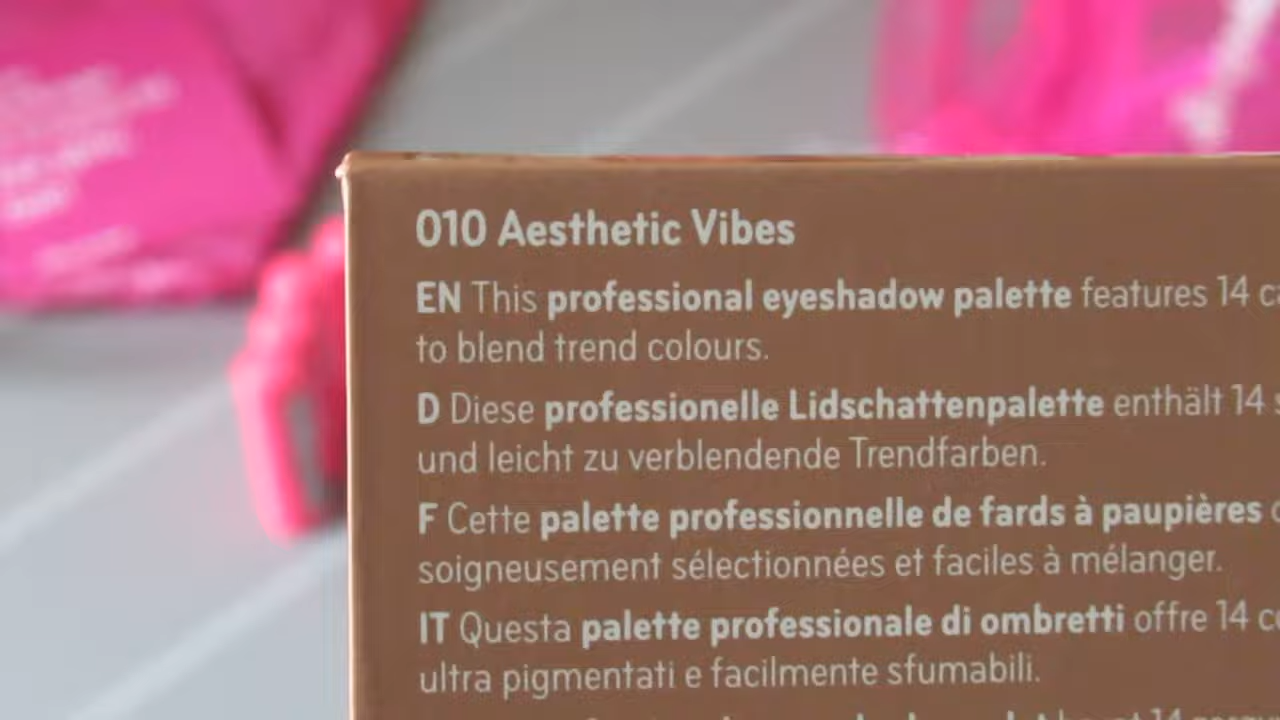 010 Aesthetic Vibes
EN This professional eyeshadow palette features 14
to blend trend colours.
D Diese professionelle Lidschattenpalette enthält 14
und leicht zu verblendende Trendfarben.
F Cette palette professionnelle de fards à paupières
soigneusement sélectionnées et faciles à mélanger.
IT Questa palette professionale di ombretti offre 14
ultra pigmentati e facilmente sfumabili.